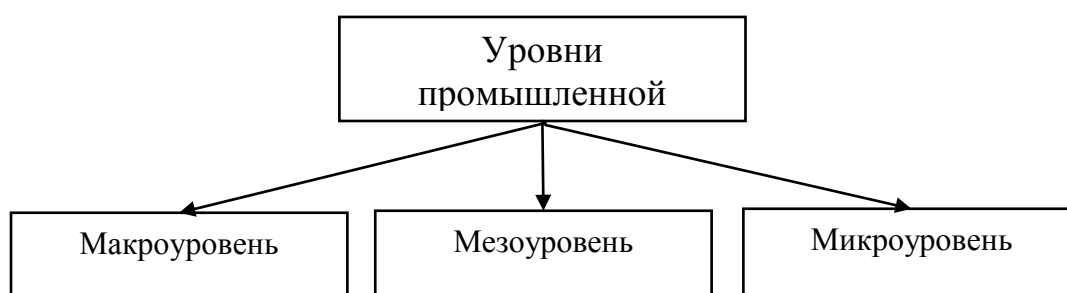 Уровни
промышленной
Макроуровень
Мезоуровень
Микроуровень